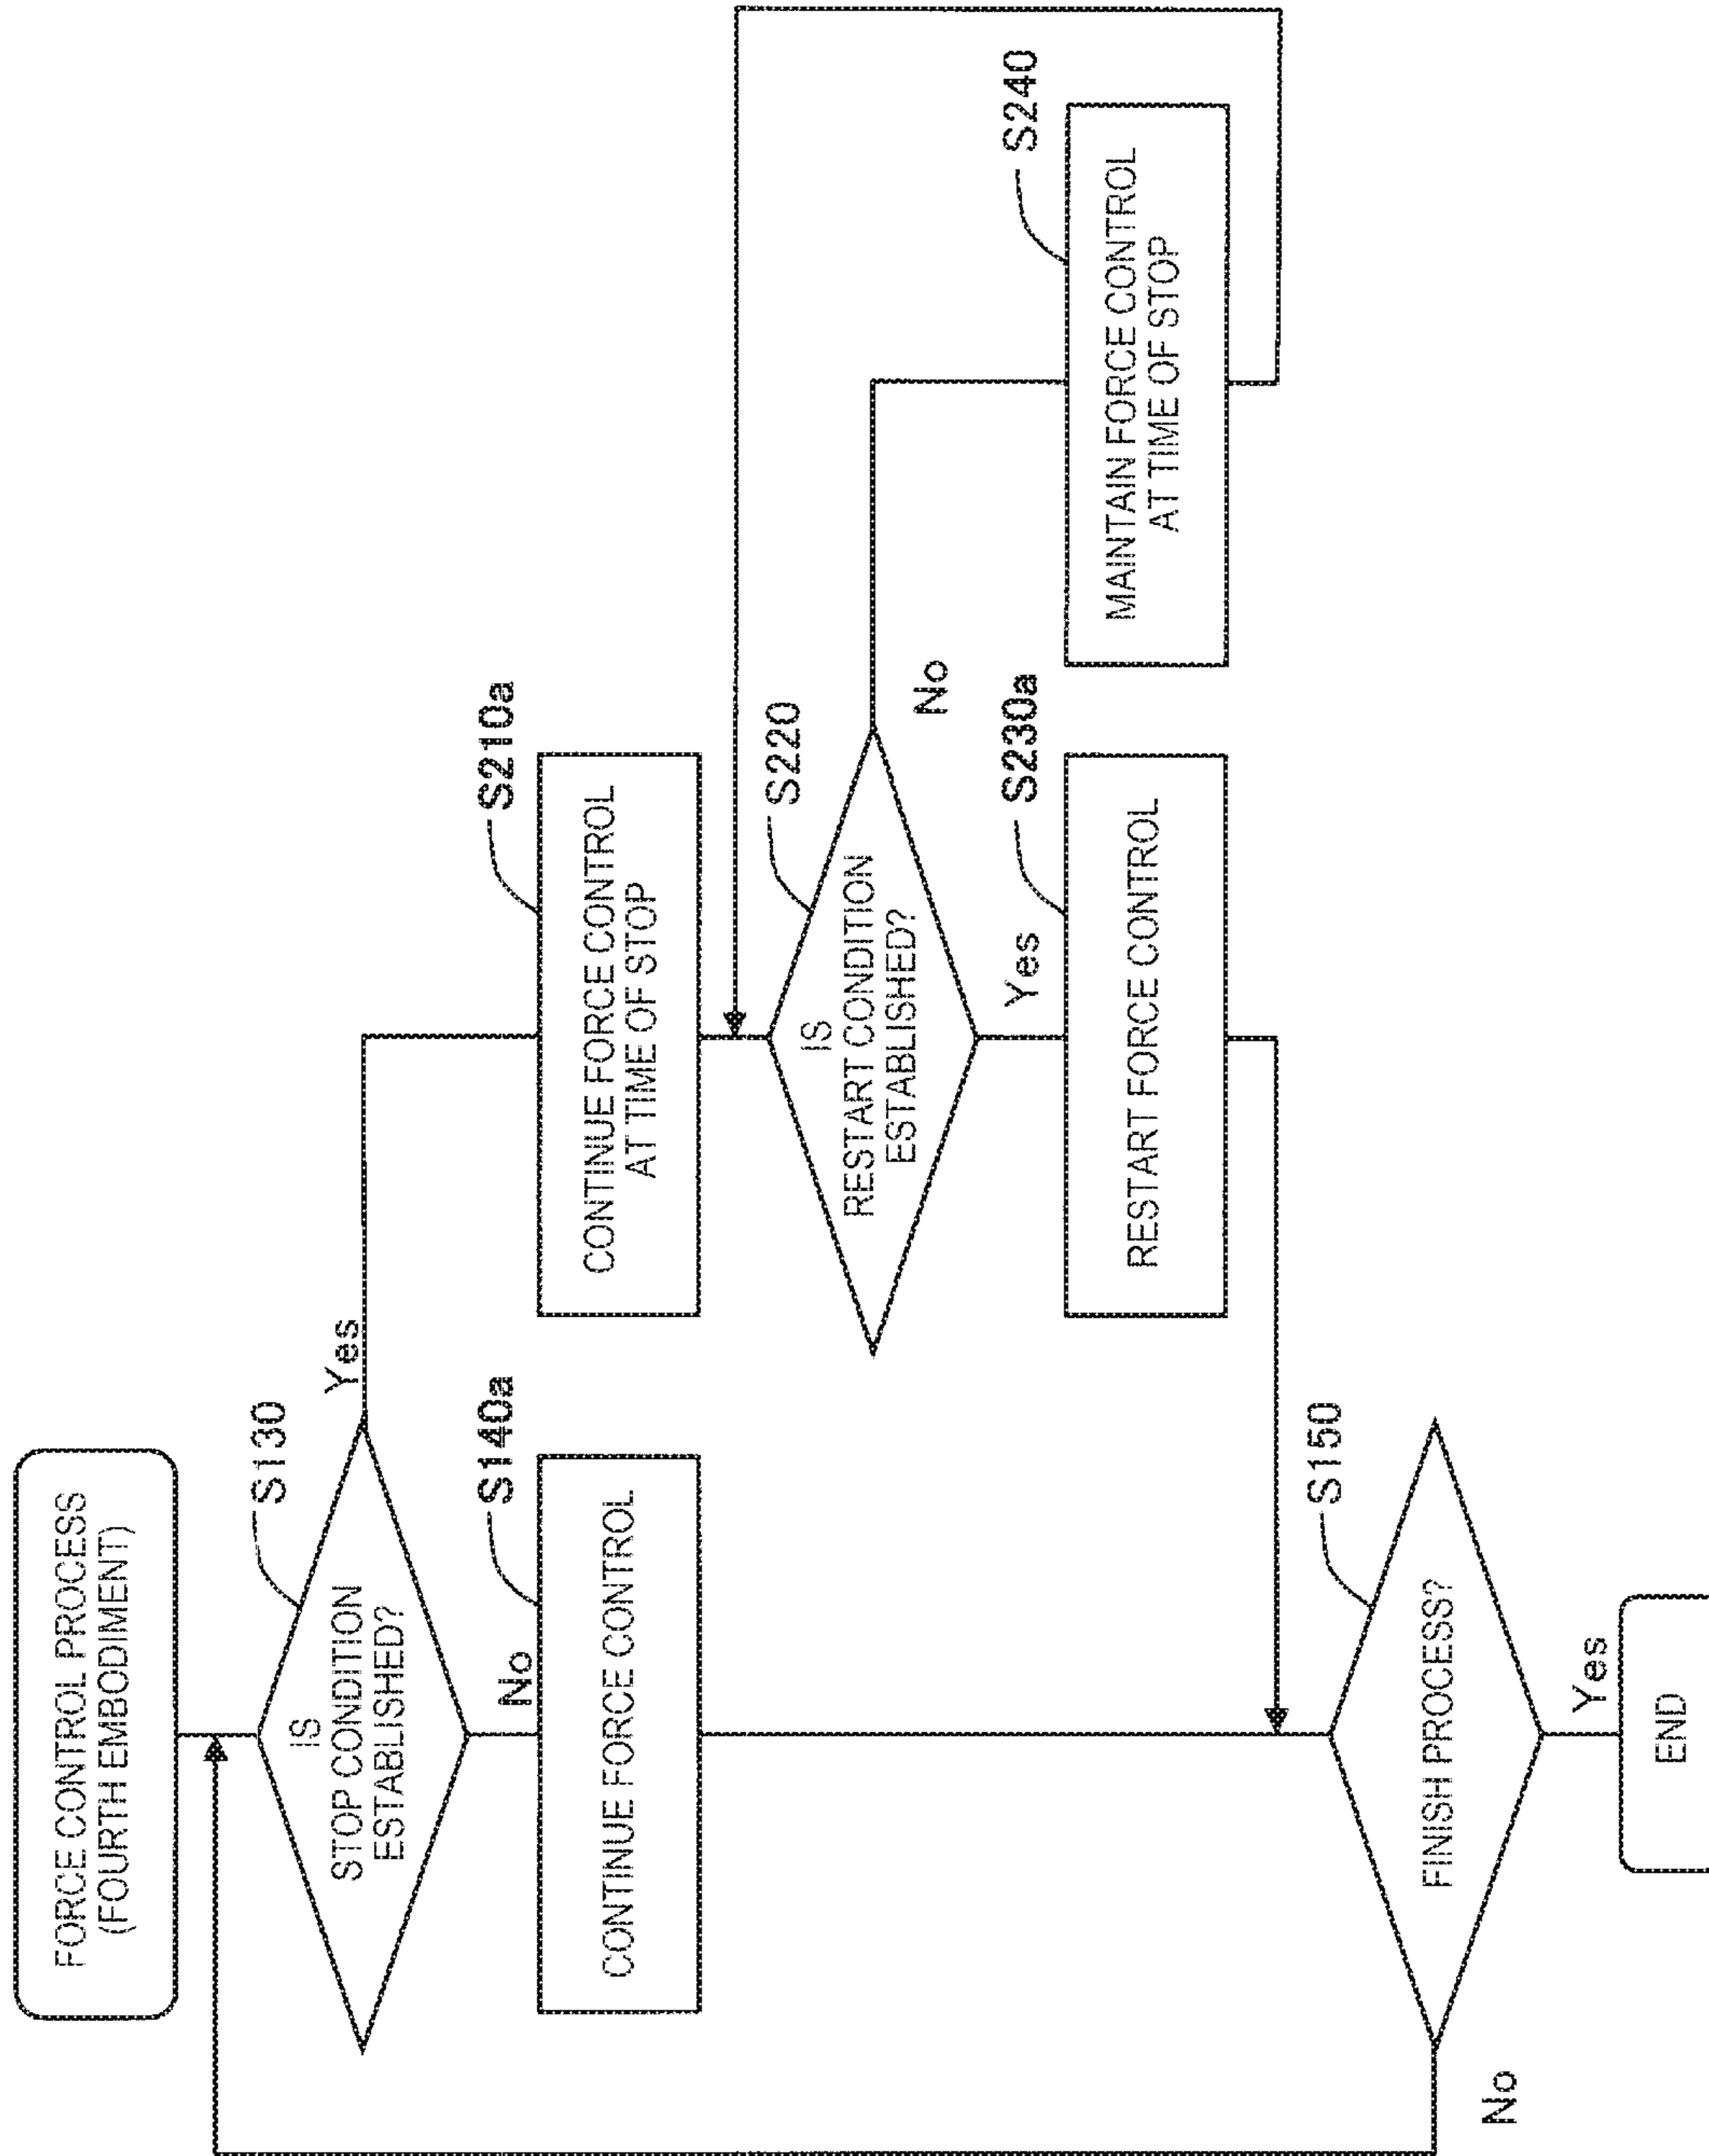 FORCE CONTROL PROCESS
(FOURTH EMBODIMENT)
S130
IS
STOP CONDITION
ESTABLISHED?
Yes
No
S140a
CONTINUE FORCE CONTROL
S210a
CONTINUE FORCE CONTROL
AT TIME OF STOP
S220
IS
RESTART CONDITION
ESTABLISHED?
No
Yes
S230a
RESTART FORCE CONTROL
S240
MAINTAIN FORCE CONTROL
AT TIME OF STOP
S150
FINISH PROCESS?
No
Yes
END